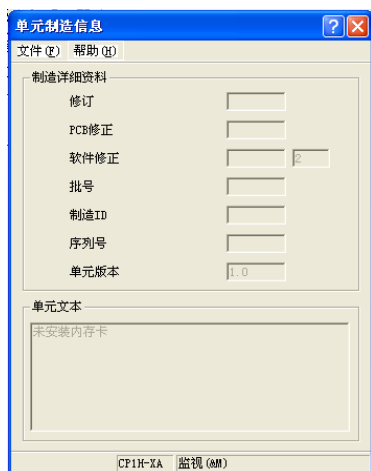 单元制造信息
文件(F) 帮助(H)
制造详细资料
修订
PCB修正
软件修正 2
批号
制造ID
序列号
单元版本 1.0
单元文本
未安装内存卡
CP1H-XA 监视(&M)